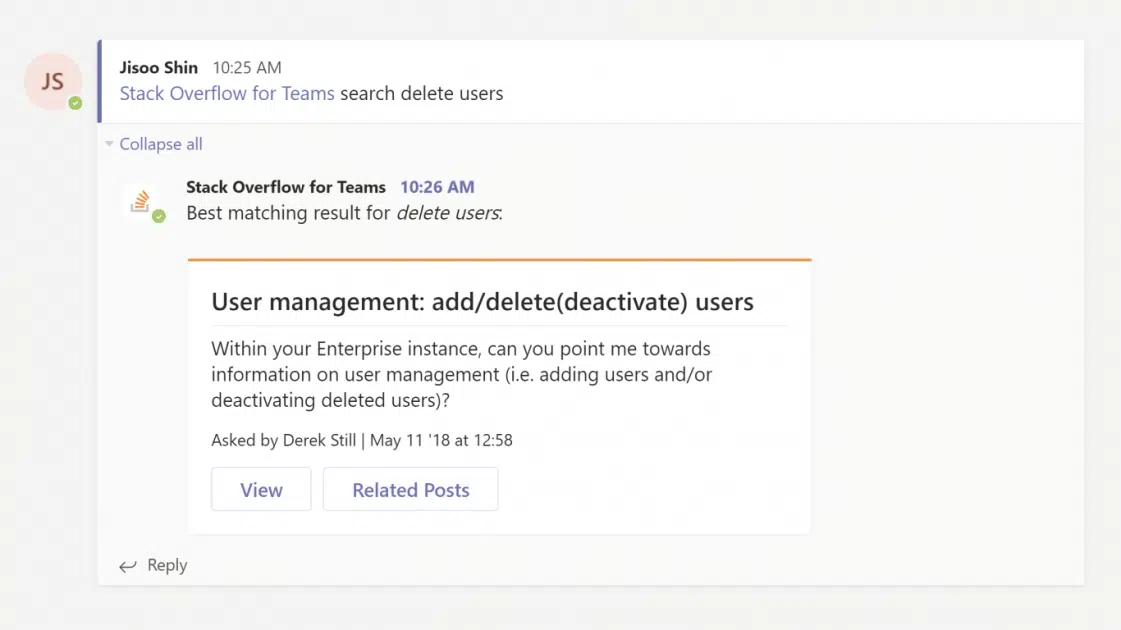 JS
Jisoo Shin 10:25 AM
Stack Overflow for Teams search delete users
Collapse all
Stack Overflow for Teams 10:26 AM
Best matching result for delete users:
User management: add/delete(deactivate) users
Within your Enterprise instance, can you point me towards
information on user management (i.e. adding users and/or
deactivating deleted users)?
Asked by Derek Still | May 11 '18 at 12:58
View Related Posts
Reply